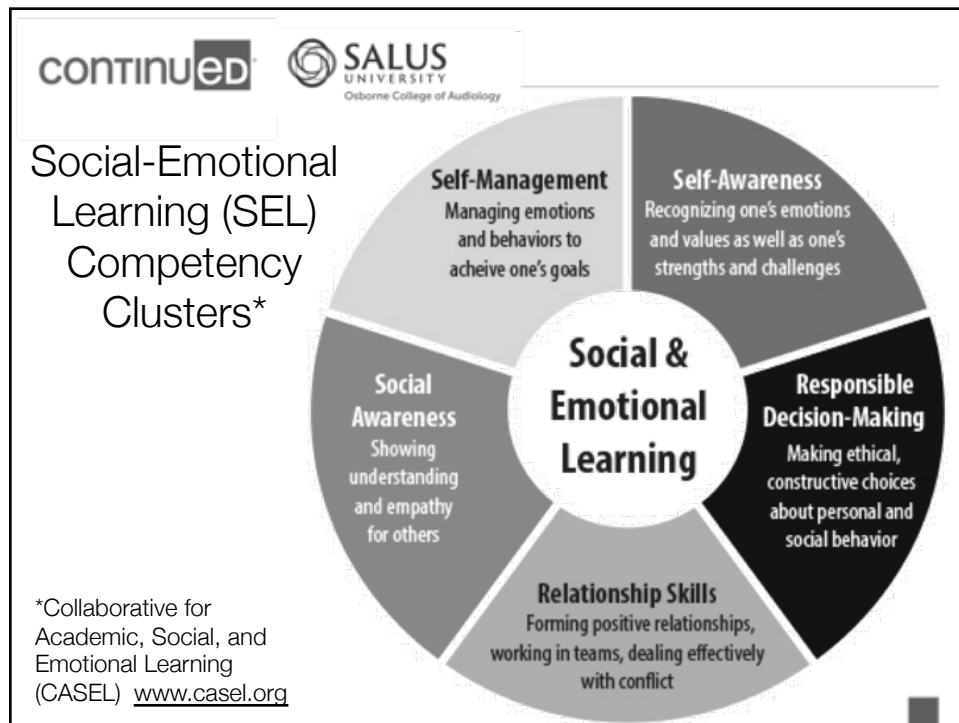 continued
SALUS
UNIVERSITY
Osborne College of Audiology
Social-Emotional
Learning (SEL)
Competency
Clusters*
Self-Management
Managing emotions
and behaviors to
acheive one's goals
Self-Awareness
Recognizing one's emotions
and values as well as one's
strengths and challenges
Social
Awareness
Showing
understanding
and empathy
for others
Social &
Emotional
Learning
Responsible
Decision-Making
Making ethical,
constructive choices
about personal and
social behavior
Relationship Skills
Forming positive relationships,
working in teams, dealing effectively
with conflict
*Collaborative for
Academic, Social, and
Emotional Learning
(CASEL) www.casel.org